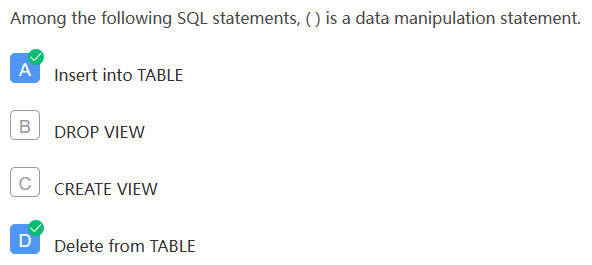 Among the following SQL statements, ( ) is a data manipulation statement.
A Insert into TABLE
B DROP VIEW
C CREATE VIEW
D Delete from TABLE